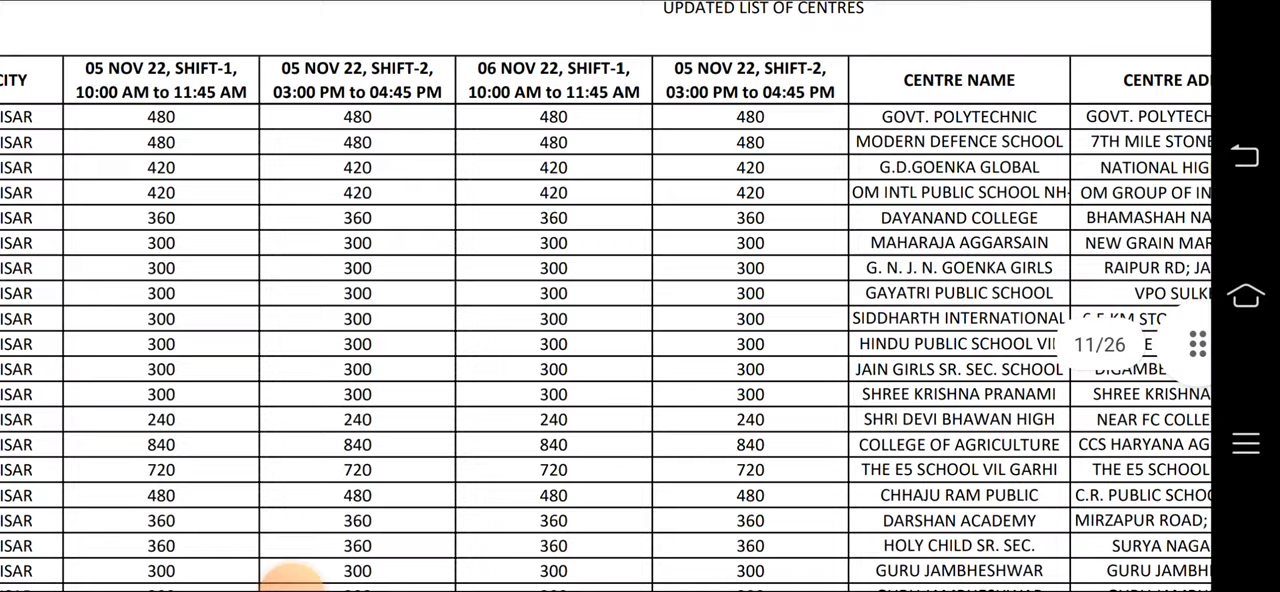 UPDATED LIST OF CENTRES
CITY 05 NOV 22, SHIFT-1, 10:00 AM to 11:45 AM 05 NOV 22, SHIFT-2, 03:00 PM to 04:45 PM 06 NOV 22, SHIFT-1, 10:00 AM to 11:45 AM 05 NOV 22, SHIFT-2, 03:00 PM to 04:45 PM CENTRE NAME CENTRE AD
ISAR 480 480 480 480 GOVT. POLYTECHNIC GOVT. POLYTECH
ISAR 480 480 480 480 MODERN DEFENCE SCHOOL 7TH MILE STONE
ISAR 420 420 420 420 G.D.GOENKA GLOBAL NATIONAL HIG
ISAR 420 420 420 420 OM INTL PUBLIC SCHOOL NH- OM GROUP OF IN
ISAR 360 360 360 360 DAYANAND COLLEGE BHAMASHAH NA
ISAR 300 300 300 300 MAHARAJA AGGARSAIN NEW GRAIN MAR
ISAR 300 300 300 300 G. N. J. N. GOENKA GIRLS RAIPUR RD; JA
ISAR 300 300 300 300 GAYATRI PUBLIC SCHOOL VPO SULK
ISAR 300 300 300 300 SIDDHARTH INTERNATIONAL KM STO
ISAR 300 300 300 300 HINDU PUBLIC SCHOOL VI 11/26 E
ISAR 300 300 300 300 JAIN GIRLS SR. SEC. SCHOOL DIGAMBE
ISAR 300 300 300 300 SHREE KRISHNA PRANAMI SHREE KRISHNA
ISAR 240 240 240 240 SHRI DEVI BHAWAN HIGH NEAR FC COLLE
ISAR 840 840 840 840 COLLEGE OF AGRICULTURE CCS HARYANA AG
ISAR 720 720 720 720 THE E5 SCHOOL VIL GARHI THE E5 SCHOOL
ISAR 480 480 480 480 CHHAJU RAM PUBLIC C.R. PUBLIC SCHOO
ISAR 360 360 360 360 DARSHAN ACADEMY MIRZAPUR ROAD;
ISAR 360 360 360 360 HOLY CHILD SR. SEC. SURYA NAGA
ISAR 300 300 300 300 GURU JAMBHESHWAR GURU JAMBH